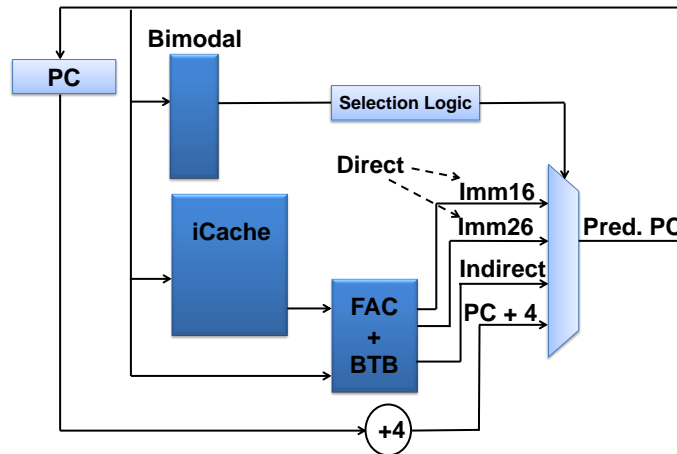 Bimodal
PC
Selection Logic
Direct
Imm16
iCache
Imm26
Pred. PC
Indirect
FAC
+
BTB
PC + 4
+4